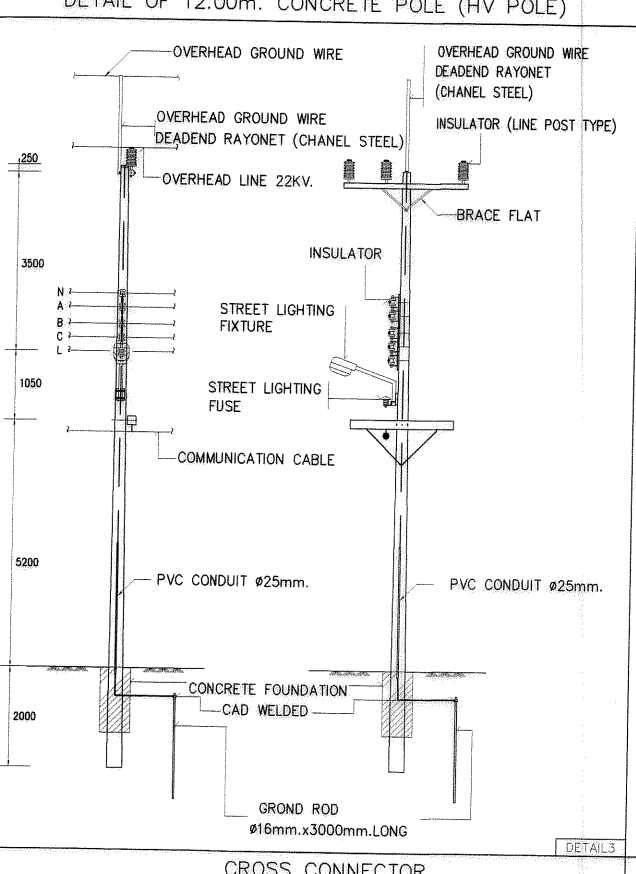 DETAIL OF 12.00m. CONCRETE POLE (HV POLE)
OVERHEAD GROUND WIRE
OVERHEAD GROUND WIRE
DEADEND RAYONET (CHANEL STEEL)
OVERHEAD LINE 22KV.
250
3500
1050
5200
2000
N
A
B
C
L
COMMUNICATION CABLE
PVC CONDUIT ø25mm.
OVERHEAD GROUND WIRE
DEADEND RAYONET
(CHANEL STEEL)
INSULATOR (LINE POST TYPE)
BRACE FLAT
INSULATOR
STREET LIGHTING
FIXTURE
STREET LIGHTING
FUSE
PVC CONDUIT ø25mm.
CONCRETE FOUNDATION
CAD WELDED
GROND ROD
ø16mm.x3000mm.LONG
DETAIL3
CROSS CONNECTOR